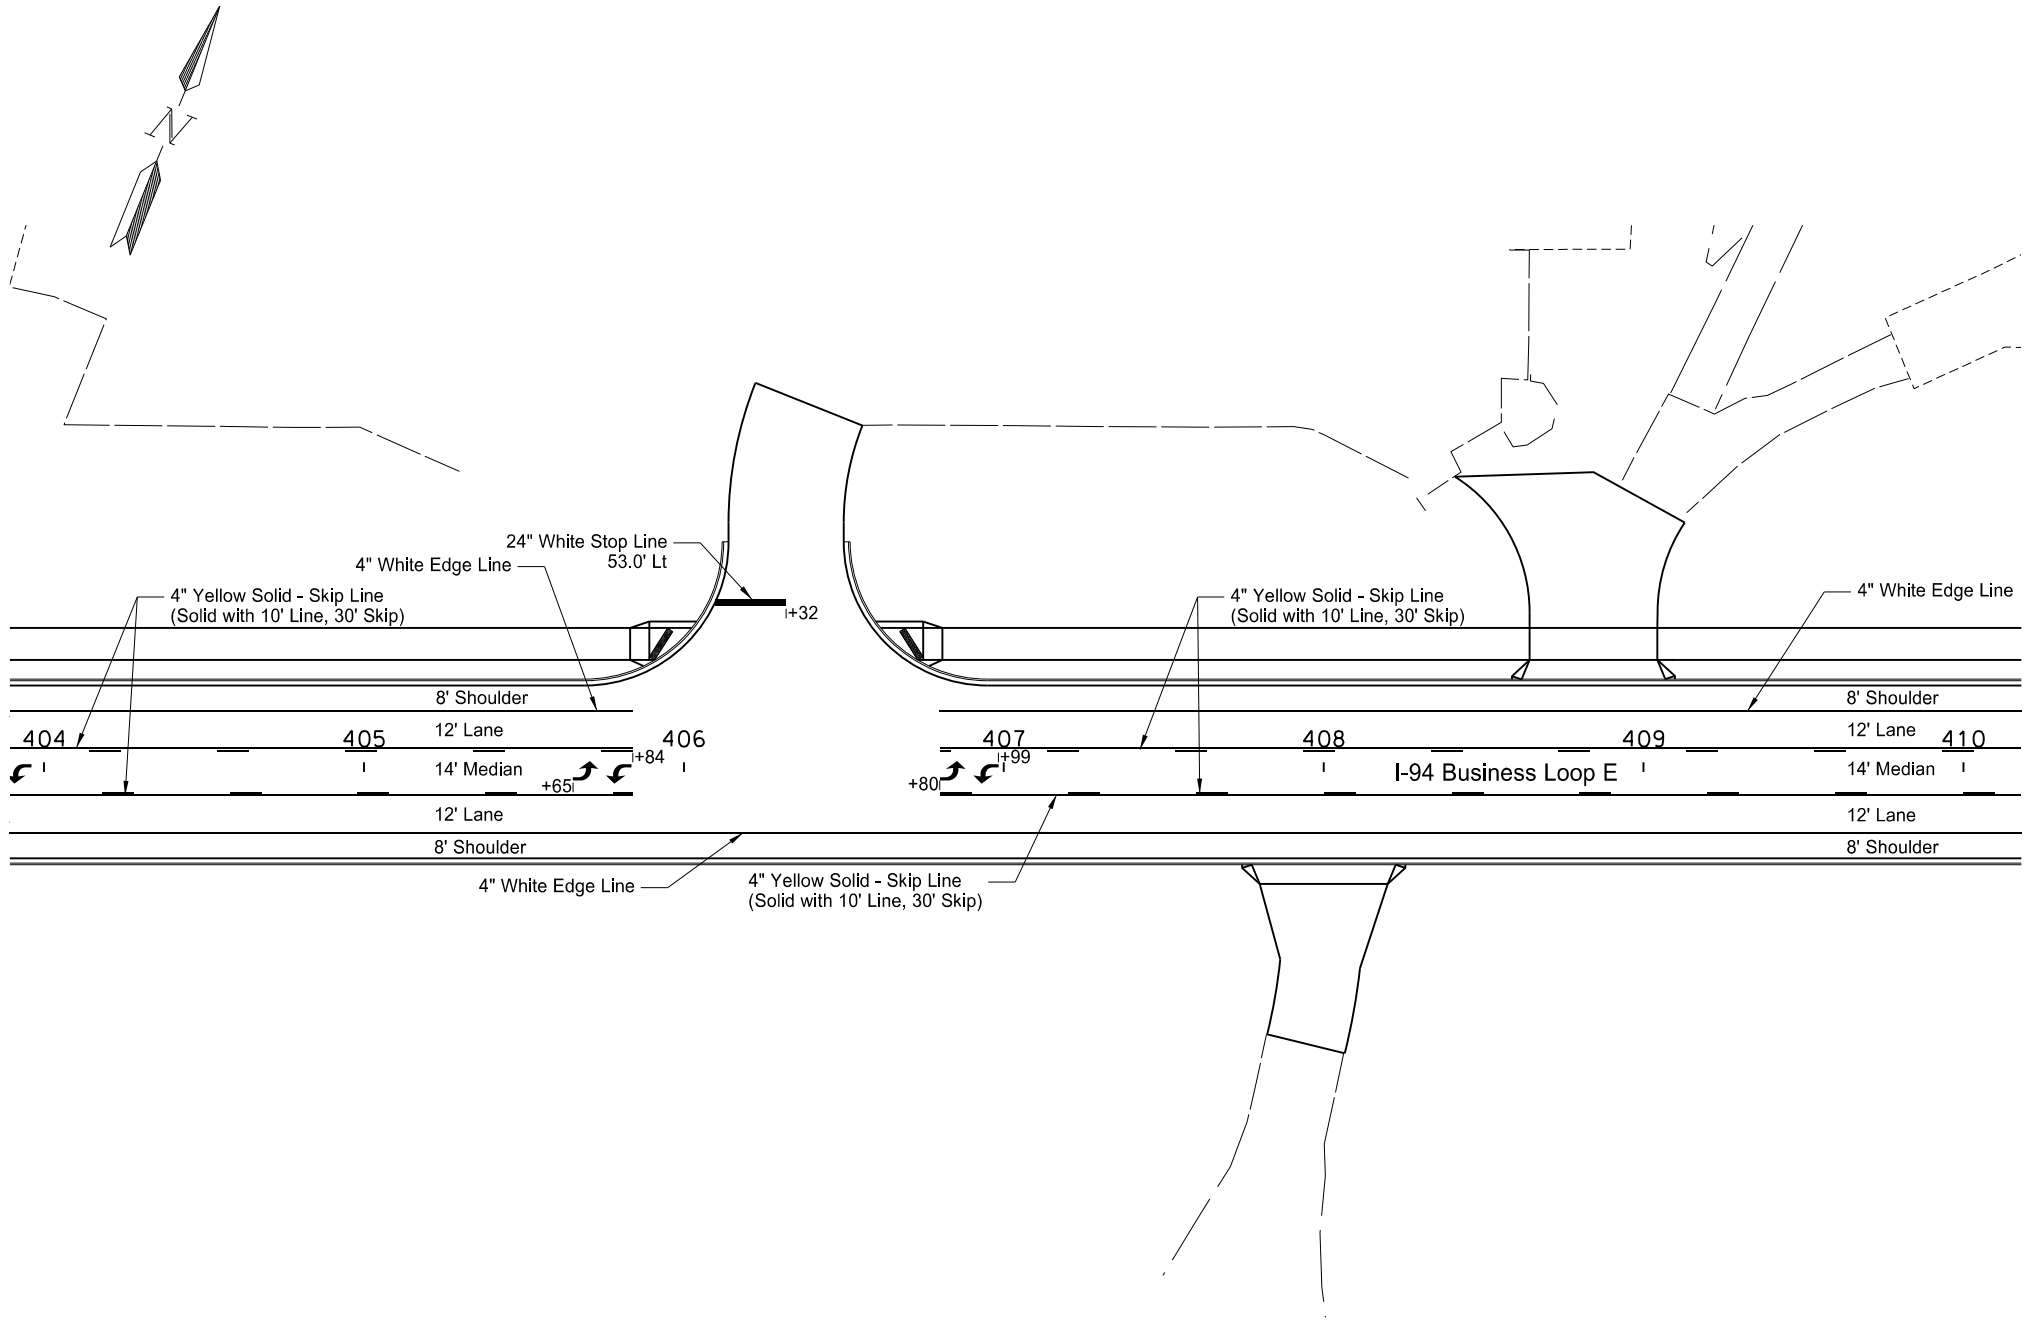 N
24" White Stop Line
53.0' Lt
4" White Edge Line
4" Yellow Solid - Skip Line
(Solid with 10' Line, 30' Skip)
+32
4" Yellow Solid - Skip Line
(Solid with 10' Line, 30' Skip)
4" White Edge Line
8' Shoulder
8' Shoulder
12' Lane
12' Lane
404
405
406
407
408
409
410
+84
+99
14' Median
14' Median
I-94 Business Loop E
+65
+80
12' Lane
12' Lane
8' Shoulder
8' Shoulder
4" White Edge Line
4" Yellow Solid - Skip Line
(Solid with 10' Line, 30' Skip)